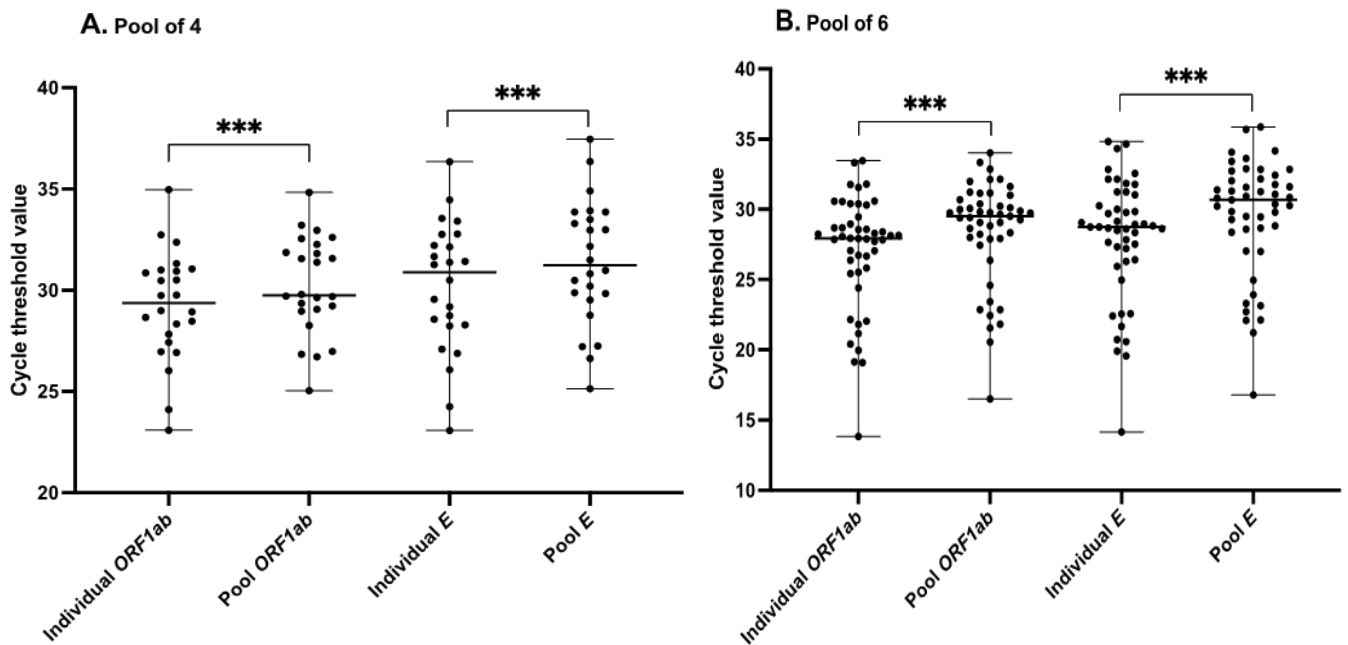 A. Pool of 4
Cycle threshold value
40
35
30
25
20
***
***
Individual ORF1ab
Pool ORF1ab
Individual E
Pool E
B. Pool of 6
Cycle threshold value
40
35
30
25
20
15
10
***
***
Individual ORF1ab
Pool ORF1ab
Individual E
Pool E